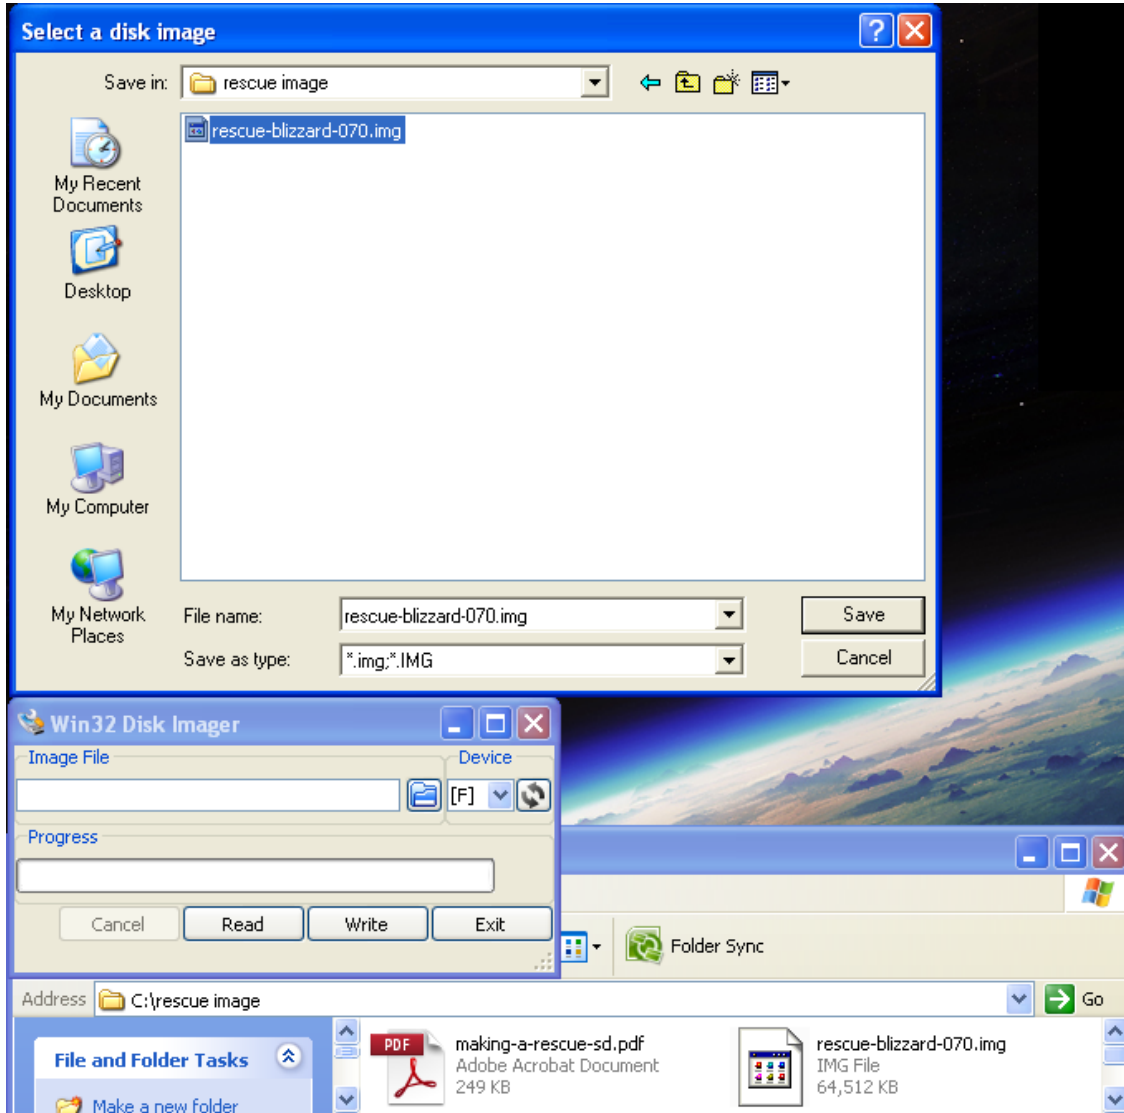 Select a disk image
Save in:
rescue image
rescue-blizzard-070.img
My Recent
Documents
Desktop
My Documents
My Computer
My Network
Places
File name:
rescue-blizzard-070.img
Save
Save as type:
*.img;*.IMG
Cancel
Win32 Disk Imager
Image File
Device
[F]
Progress
Cancel
Read
Write
Exit
Folder Sync
Address
C:\rescue image
Go
File and Folder Tasks
Make a new folder
PDF
making-a-rescue-sd.pdf
Adobe Acrobat Document
249 KB
rescue-blizzard-070.img
IMG File
64,512 KB